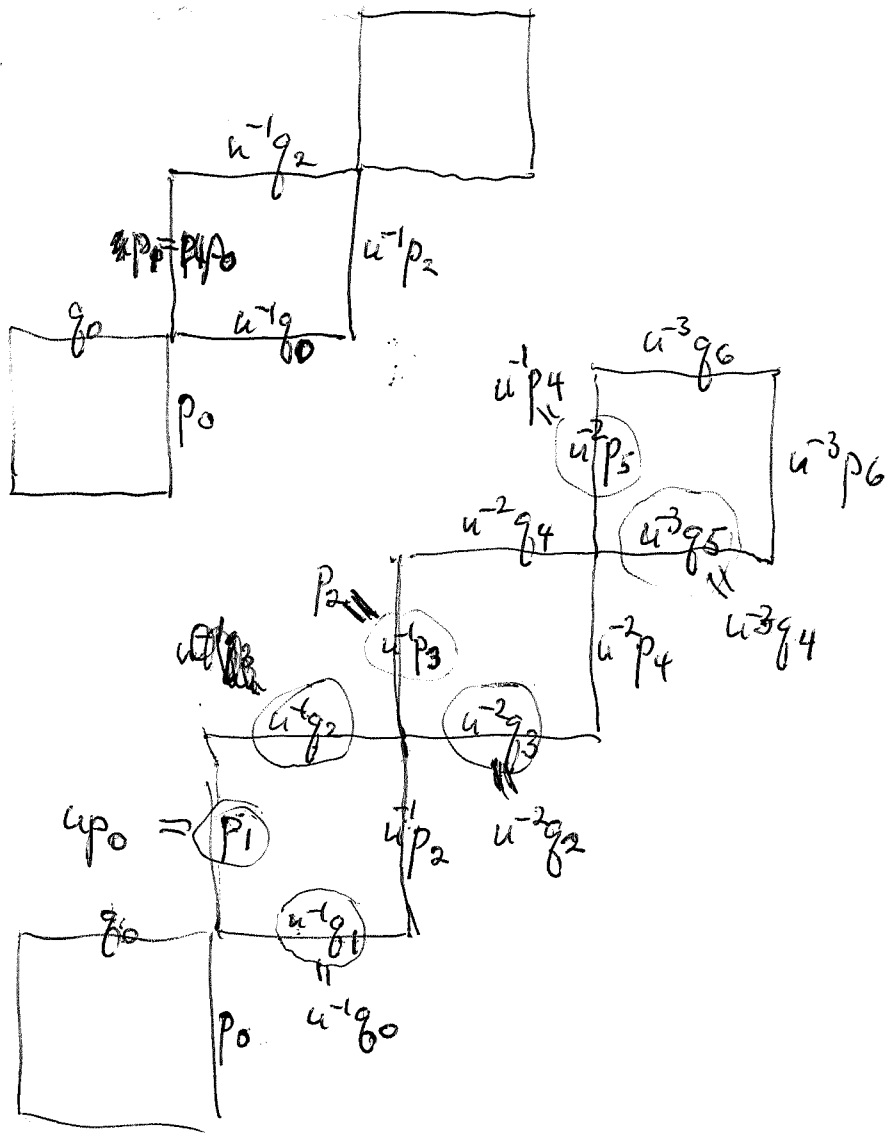 u⁻¹q₂
u⁻¹p₂
q₀ u⁻¹q₀
p₀
u⁻³q₆
u⁻¹p₄
=
u⁻²p₅
u⁻³p₆
u⁻²q₄ u⁻³q₅
=
p₂ =
u⁻¹p₃ u⁻²p₄ u⁻³q₄
u⁻¹q₂ u⁻²q₃
=
up₀ = p₁ u⁻¹p₂ u⁻²q₂
q₀ u⁻¹q₁
=
p₀ u⁻¹q₀